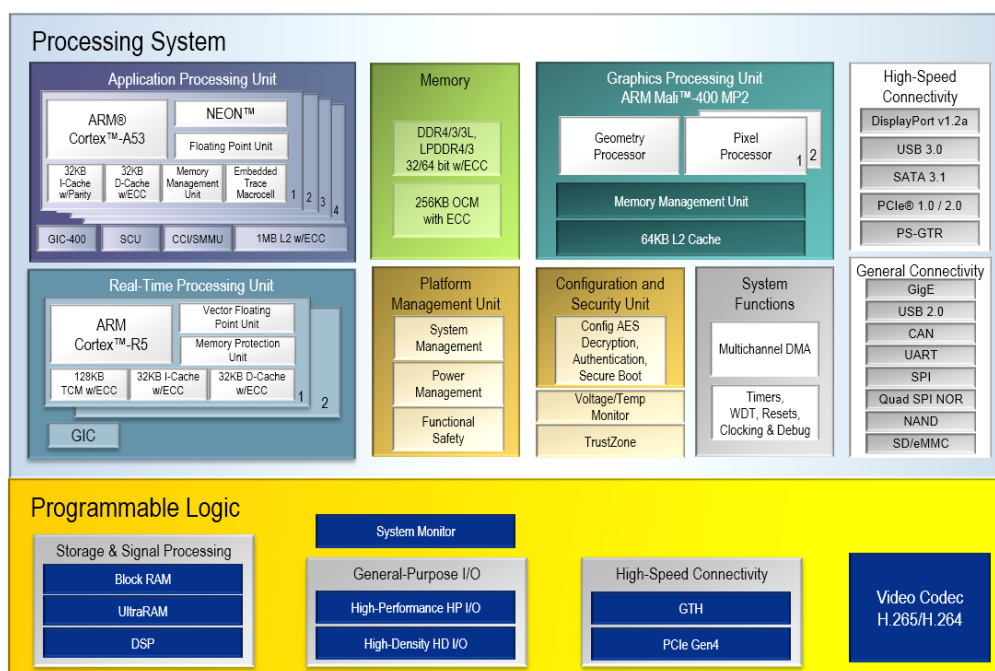 Processing System
Application Processing Unit
ARM®
Cortex™-A53
NEON™
Floating Point Unit
32KB
I-Cache
w/Parity
32KB
D-Cache
w/ECC
Memory
Management
Unit
Embedded
Trace
Macrocell
1
2
3
4
GIC-400
SCU
CCI/SMMU
1MB L2 w/ECC
Memory
DDR4/3/3L,
LPDDR4/3
32/64 bit w/ECC
256KB OCM
with ECC
Graphics Processing Unit
ARM Mali™-400 MP2
Geometry
Processor
Pixel
Processor
1
2
Memory Management Unit
64KB L2 Cache
High-Speed
Connectivity
DisplayPort v1.2a
USB 3.0
SATA 3.1
PCIe® 1.0 / 2.0
PS-GTR
Real-Time Processing Unit
ARM
Cortex™-R5
Vector Floating
Point Unit
Memory Protection
Unit
128KB
TCM w/ECC
32KB I-Cache
w/ECC
32KB D-Cache
w/ECC
1
2
GIC
Platform
Management Unit
System
Management
Power
Management
Functional
Safety
Configuration and
Security Unit
Config AES
Decryption,
Authentication,
Secure Boot
Voltage/Temp
Monitor
TrustZone
System
Functions
Multichannel DMA
Timers,
WDT, Resets,
Clocking & Debug
General Connectivity
GigE
USB 2.0
CAN
UART
SPI
Quad SPI NOR
NAND
SD/eMMC
Programmable Logic
Storage & Signal Processing
Block RAM
UltraRAM
DSP
System Monitor
General-Purpose I/O
High-Performance HP I/O
High-Density HD I/O
High-Speed Connectivity
GTH
PCIe Gen4
Video Codec
H.265/H.264